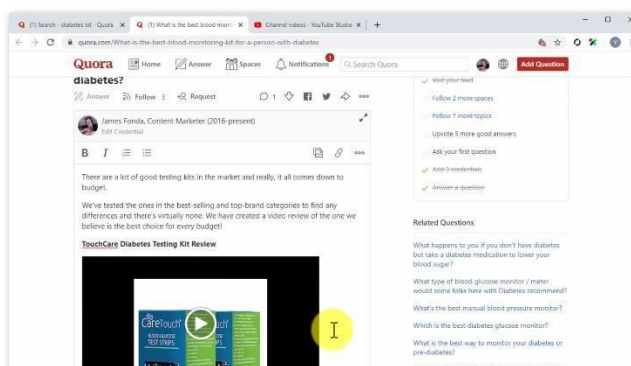 (1) Search - diabetes kit - Quora
(1) What is the best blood monit
Channel videos - YouTube Studio
quora.com/What-is-the-best-blood-monitoring-kit-for-a-person-with-diabetes
Quora
Home
Answer
Spaces
Notifications
Search Quora
Add Question
diabetes?
Answer
Follow 3
Request
1
James Fonda, Content Marketer (2016-present)
Edit Credential
B I
There are a lot of good testing kits in the market and really, it all comes down to
budget.
We've tested the ones in the best-selling and top-brand categories to find any
differences and there's virtually none. We have created a video review of the one we
believe is the best choice for every budget!
TouchCare Diabetes Testing Kit Review
CareTouch
BLOOD GLUCOSE
TEST STRIPS
Visit your feed
Follow 2 more spaces
Follow 7 more topics
Upvote 5 more good answers
Ask your first question
Add 3 credentials
Answer a question
Related Questions
What happens to you if you don't have diabetes
but take a diabetes medication to lower your
blood sugar?
What type of blood glucose monitor / meter
would some folks here with Diabetes recommend?
What's the best manual blood pressure monitor?
Which is the best diabetes glucose monitor?
What is the best way to monitor your diabetes or
pre-diabetes?